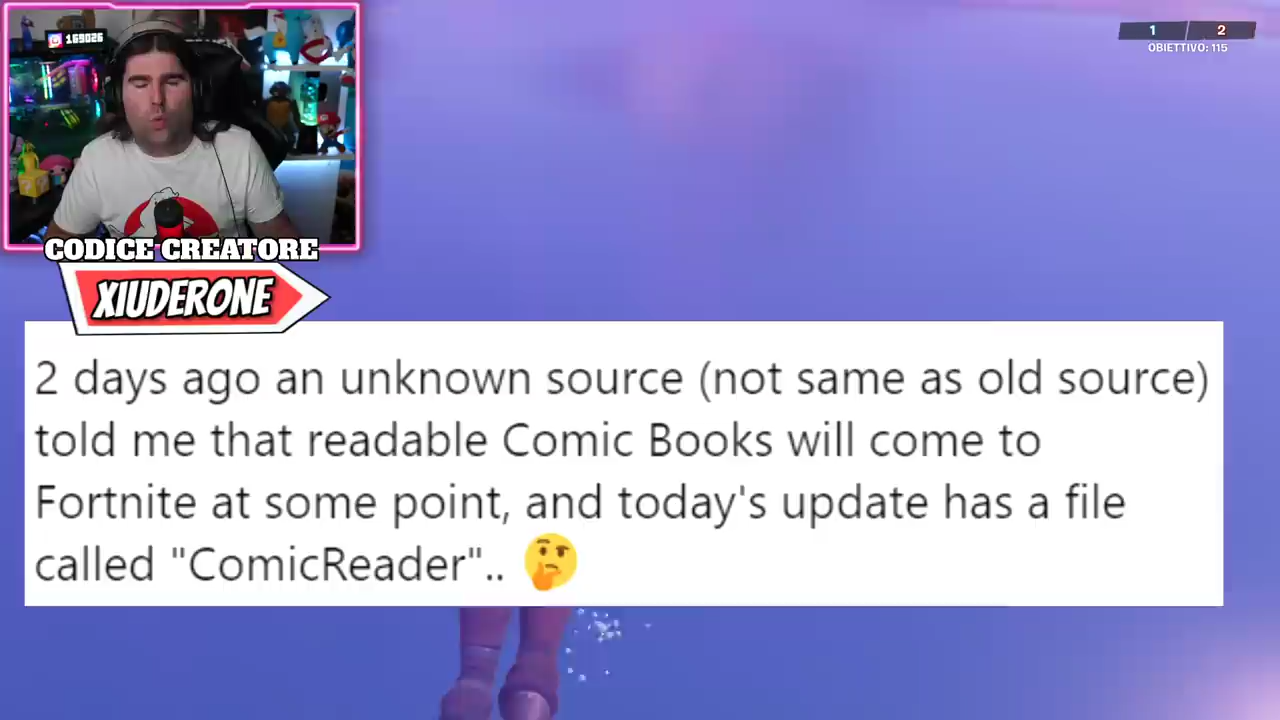 169026
1 2
OBIETTIVO: 115
CODICE CREATORE
XIUDERONE
2 days ago an unknown source (not same as old source)
told me that readable Comic Books will come to
Fortnite at some point, and today's update has a file
called "ComicReader".. 🤔